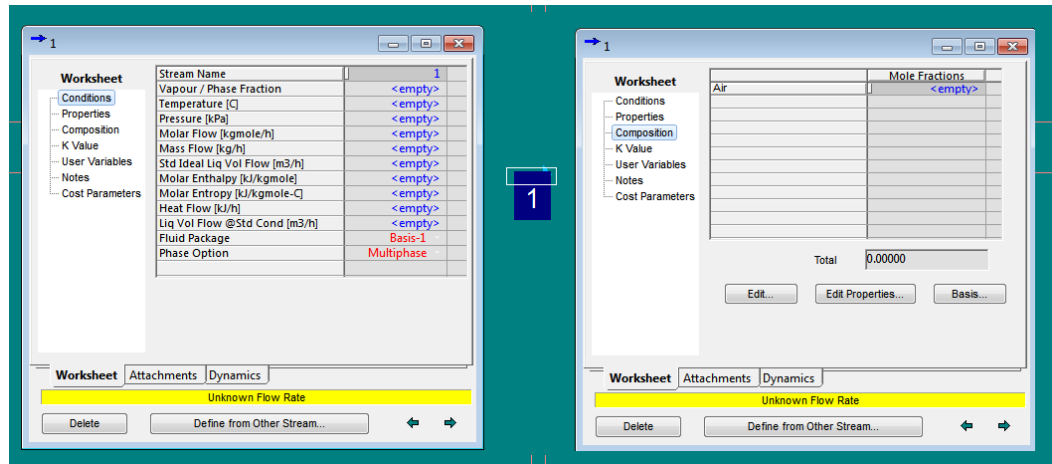 1
Worksheet
Conditions
Properties
Composition
K Value
User Variables
Notes
Cost Parameters
Stream Name 1
Vapour / Phase Fraction <empty>
Temperature [C] <empty>
Pressure [kPa] <empty>
Molar Flow [kgmole/h] <empty>
Mass Flow [kg/h] <empty>
Std Ideal Liq Vol Flow [m3/h] <empty>
Molar Enthalpy [kJ/kgmole] <empty>
Molar Entropy [kJ/kgmole-C] <empty>
Heat Flow [kJ/h] <empty>
Liq Vol Flow @Std Cond [m3/h] <empty>
Fluid Package Basis-1
Phase Option Multiphase
Worksheet Attachments Dynamics
Unknown Flow Rate
Delete Define from Other Stream...
1
1
Worksheet
Conditions
Properties
Composition
K Value
User Variables
Notes
Cost Parameters
Mole Fractions
Air <empty>
Total 0.00000
Edit... Edit Properties... Basis...
Worksheet Attachments Dynamics
Unknown Flow Rate
Delete Define from Other Stream...